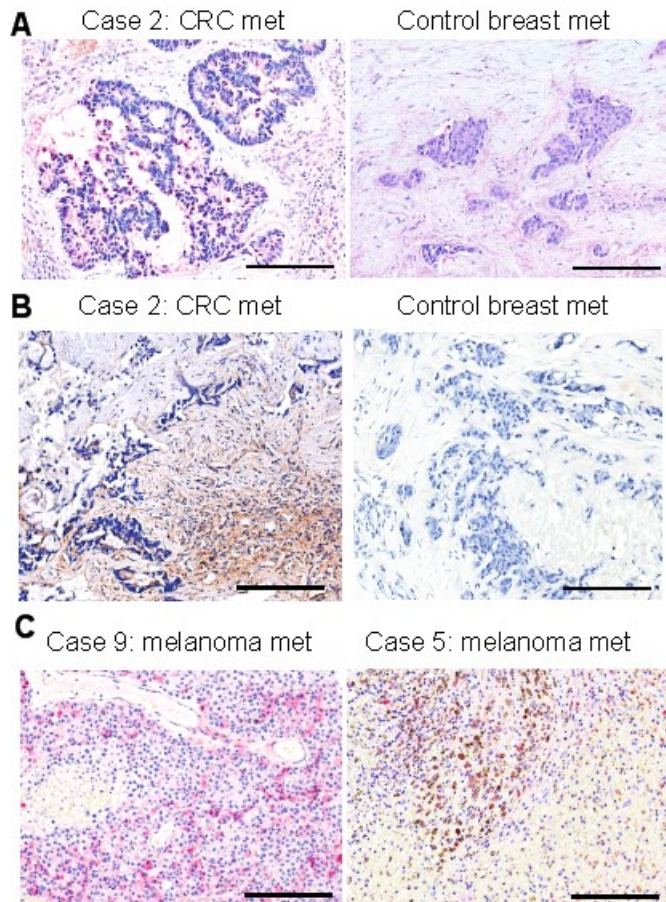 A
Case 2: CRC met
Control breast met
B
Case 2: CRC met
Control breast met
C
Case 9: melanoma met
Case 5: melanoma met